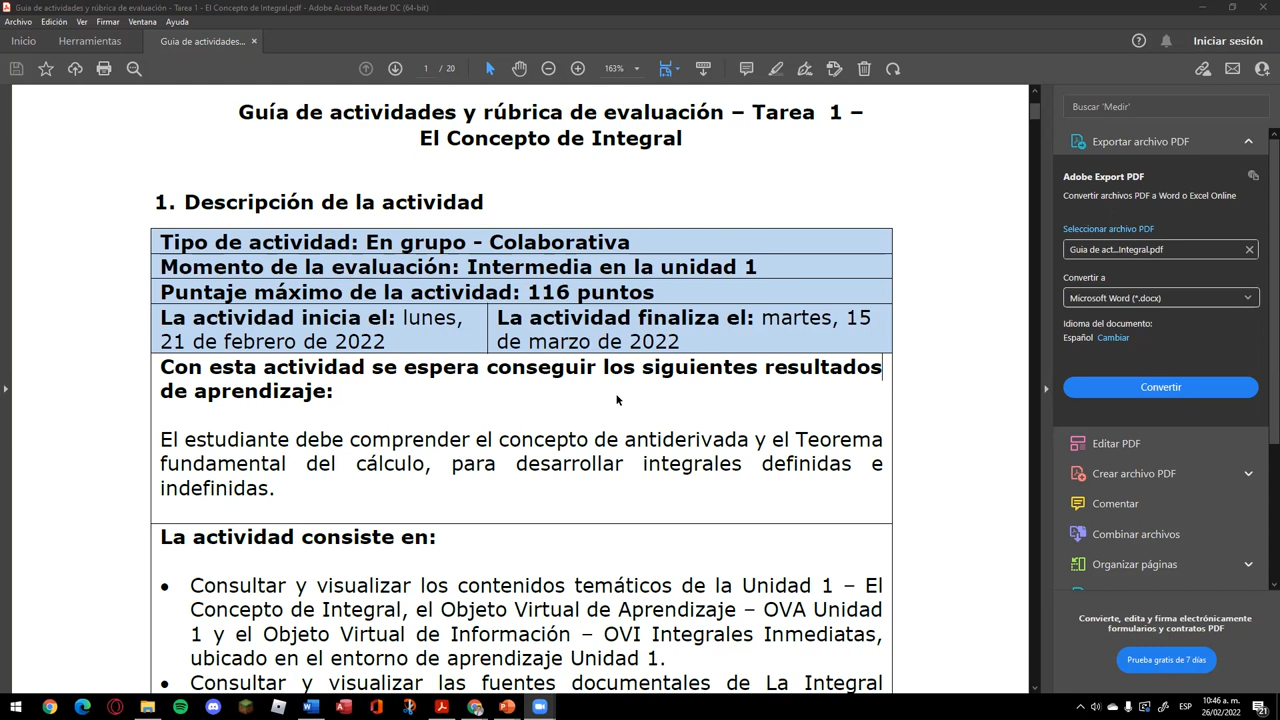 Guia de actividades y rúbrica de evaluación - Tarea 1 - El Concepto de Integral.pdf - Adobe Acrobat Reader DC (64-bit)
Archivo Edición Ver Firmar Ventana Ayuda
Inicio Herramientas Guia de actividades... × Iniciar sesión
1 / 20 163%
Guía de actividades y rúbrica de evaluación – Tarea 1 –
El Concepto de Integral
1. Descripción de la actividad
Tipo de actividad: En grupo - Colaborativa
Momento de la evaluación: Intermedia en la unidad 1
Puntaje máximo de la actividad: 116 puntos
La actividad inicia el: lunes,
21 de febrero de 2022
La actividad finaliza el: martes, 15
de marzo de 2022
Con esta actividad se espera conseguir los siguientes resultados
de aprendizaje:
El estudiante debe comprender el concepto de antiderivada y el Teorema
fundamental del cálculo, para desarrollar integrales definidas e
indefinidas.
La actividad consiste en:
• Consultar y visualizar los contenidos temáticos de la Unidad 1 – El
Concepto de Integral, el Objeto Virtual de Aprendizaje – OVA Unidad
1 y el Objeto Virtual de Información – OVI Integrales Inmediatas,
ubicado en el entorno de aprendizaje Unidad 1.
• Consultar y visualizar las fuentes documentales de La Integral
Buscar 'Medir'
Exportar archivo PDF
Adobe Export PDF
Convertir archivos PDF a Word o Excel Online
Seleccionar archivo PDF
Guia de act...Integral.pdf
Convertir a
Microsoft Word (*.docx)
Idioma del documento:
Español Cambiar
Convertir
Editar PDF
Crear archivo PDF
Comentar
Combinar archivos
Organizar páginas
Convierte, edita y firma electrónicamente
formularios y contratos PDF
Prueba gratis de 7 días
ESP
10:46 a.m.
26/02/2022
21